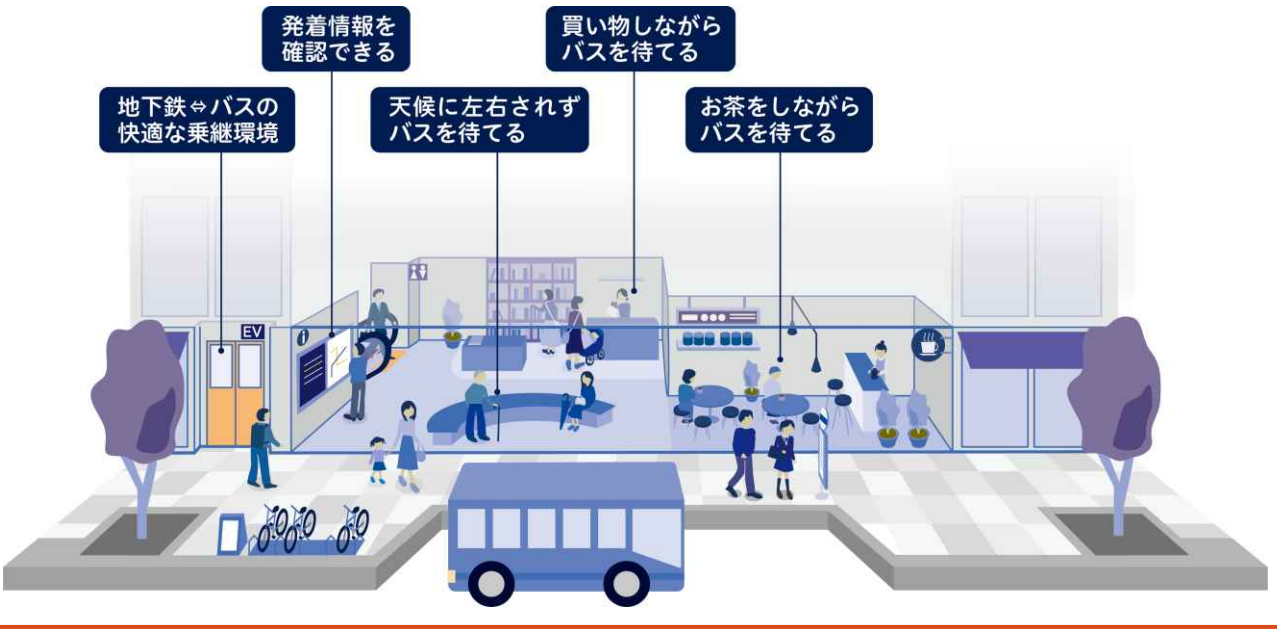 発着情報を
確認できる
買い物しながら
バスを待てる
地下鉄⇔バスの
快適な乗継環境
天候に左右されず
バスを待てる
お茶をしながら
バスを待てる
EV
i